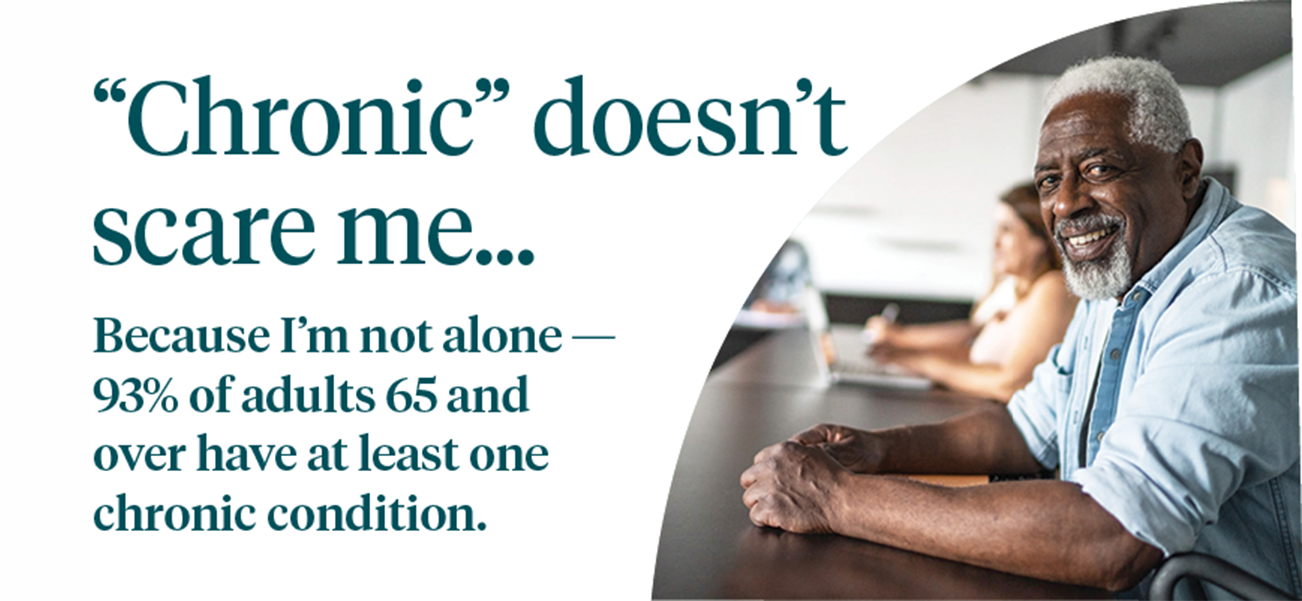 “Chronic” doesn’t
scare me...
Because I’m not alone —
93% of adults 65 and
over have at least one
chronic condition.